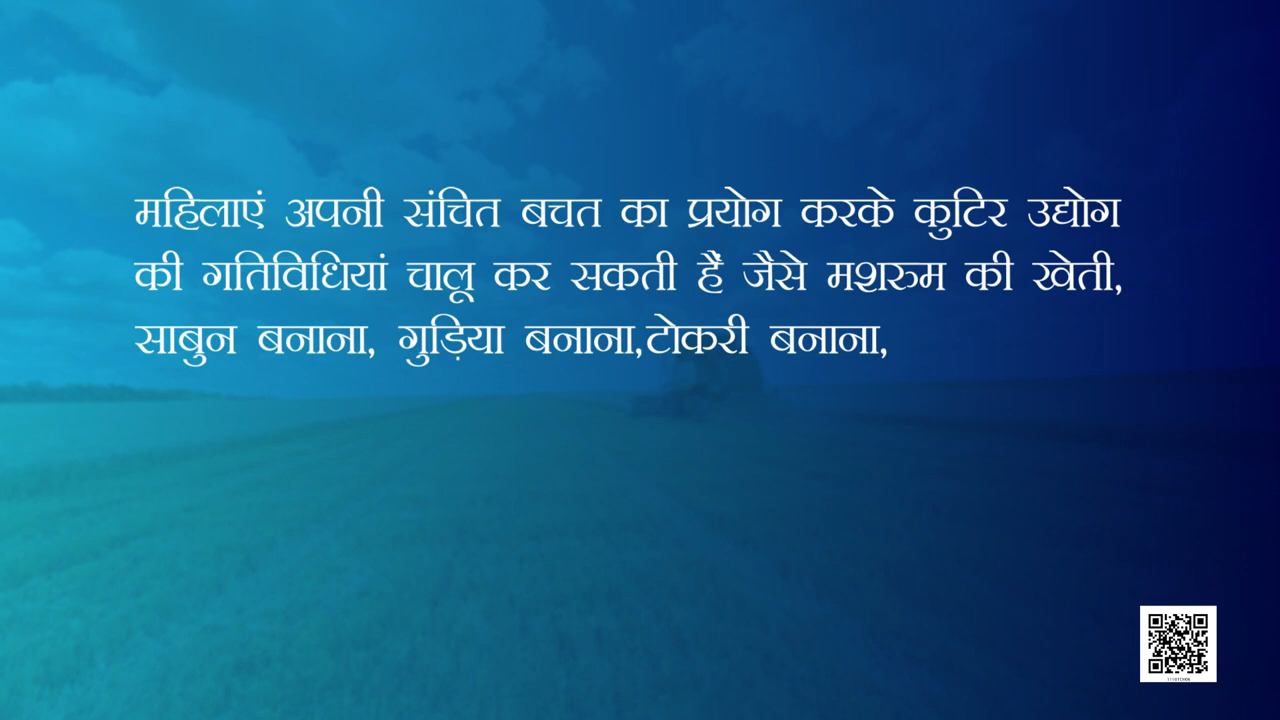 महिलाएं अपनी संचित बचत का प्रयोग करके कुटिर उद्योग
की गतिविधियां चालू कर सकती हैं जैसे मशरुम की खेती,
साबुन बनाना, गुड़िया बनाना,टोकरी बनाना,